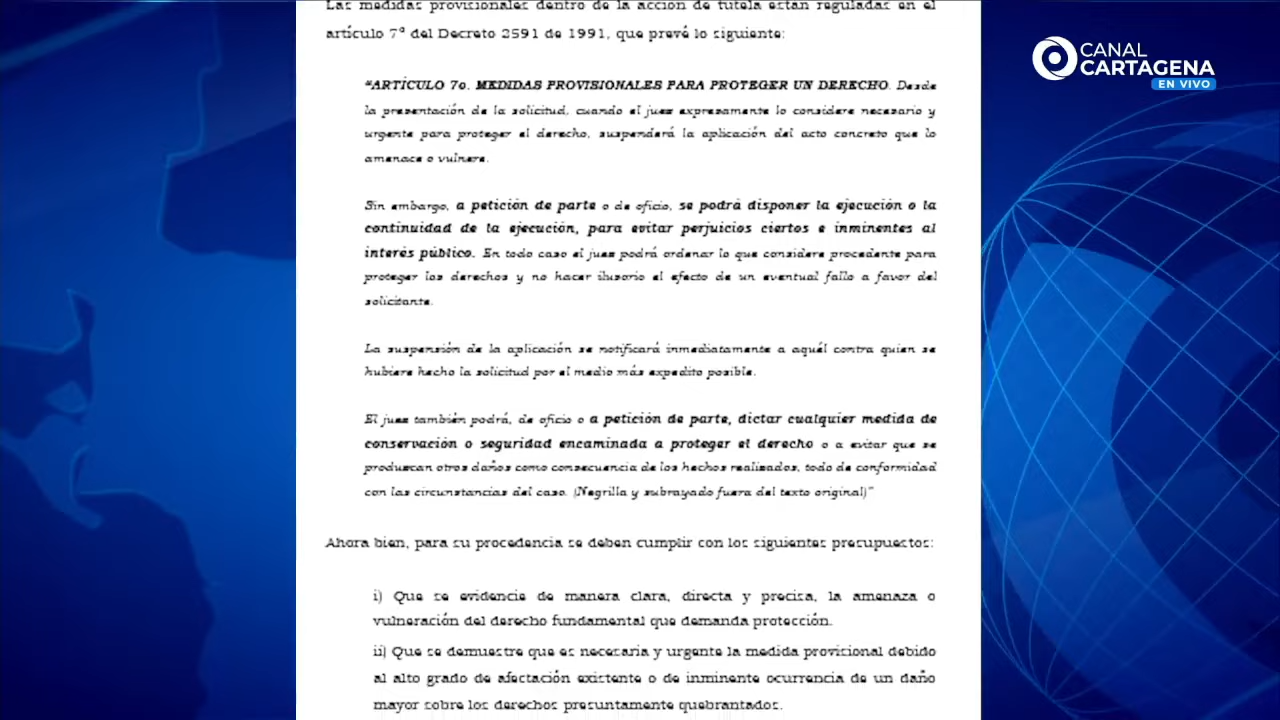 Las medidas provisionales dentro de la acción de tutela están reguladas en el
artículo 7° del Decreto 2591 de 1991, que prevé lo siguiente:
“ARTÍCULO 7o. MEDIDAS PROVISIONALES PARA PROTEGER UN DERECHO. Desde
la presentación de la solicitud, cuando el juez expresamente lo considere necesario y
urgente para proteger el derecho, suspenderá la aplicación del acto concreto que lo
amenace o vulnere.
Sin embargo, a petición de parte o de oficio, se podrá disponer la ejecución o la
continuidad de la ejecución, para evitar perjuicios ciertos e inminentes al
interés público. En todo caso el juez podrá ordenar lo que considere procedente para
proteger los derechos y no hacer ilusorio el efecto de un eventual fallo a favor del
solicitante.
La suspensión de la aplicación se notificará inmediatamente a aquél contra quien se
hubiere hecho la solicitud por el medio más expedito posible.
El juez también podrá, de oficio o a petición de parte, dictar cualquier medida de
conservación o seguridad encaminada a proteger el derecho o a evitar que se
produzcan otros daños como consecuencia de los hechos realizados, todo de conformidad
con las circunstancias del caso. (Negrilla y subrayado fuera del texto original)”
Ahora bien, para su procedencia se deben cumplir con los siguientes presupuestos:
i) Que se evidencie de manera clara, directa y precisa, la amenaza o
vulneración del derecho fundamental que demanda protección.
ii) Que se demuestre que es necesaria y urgente la medida provisional debido
al alto grado de afectación existente o de inminente ocurrencia de un daño
mayor sobre los derechos presuntamente quebrantados.
CANAL
CARTAGENA
EN VIVO